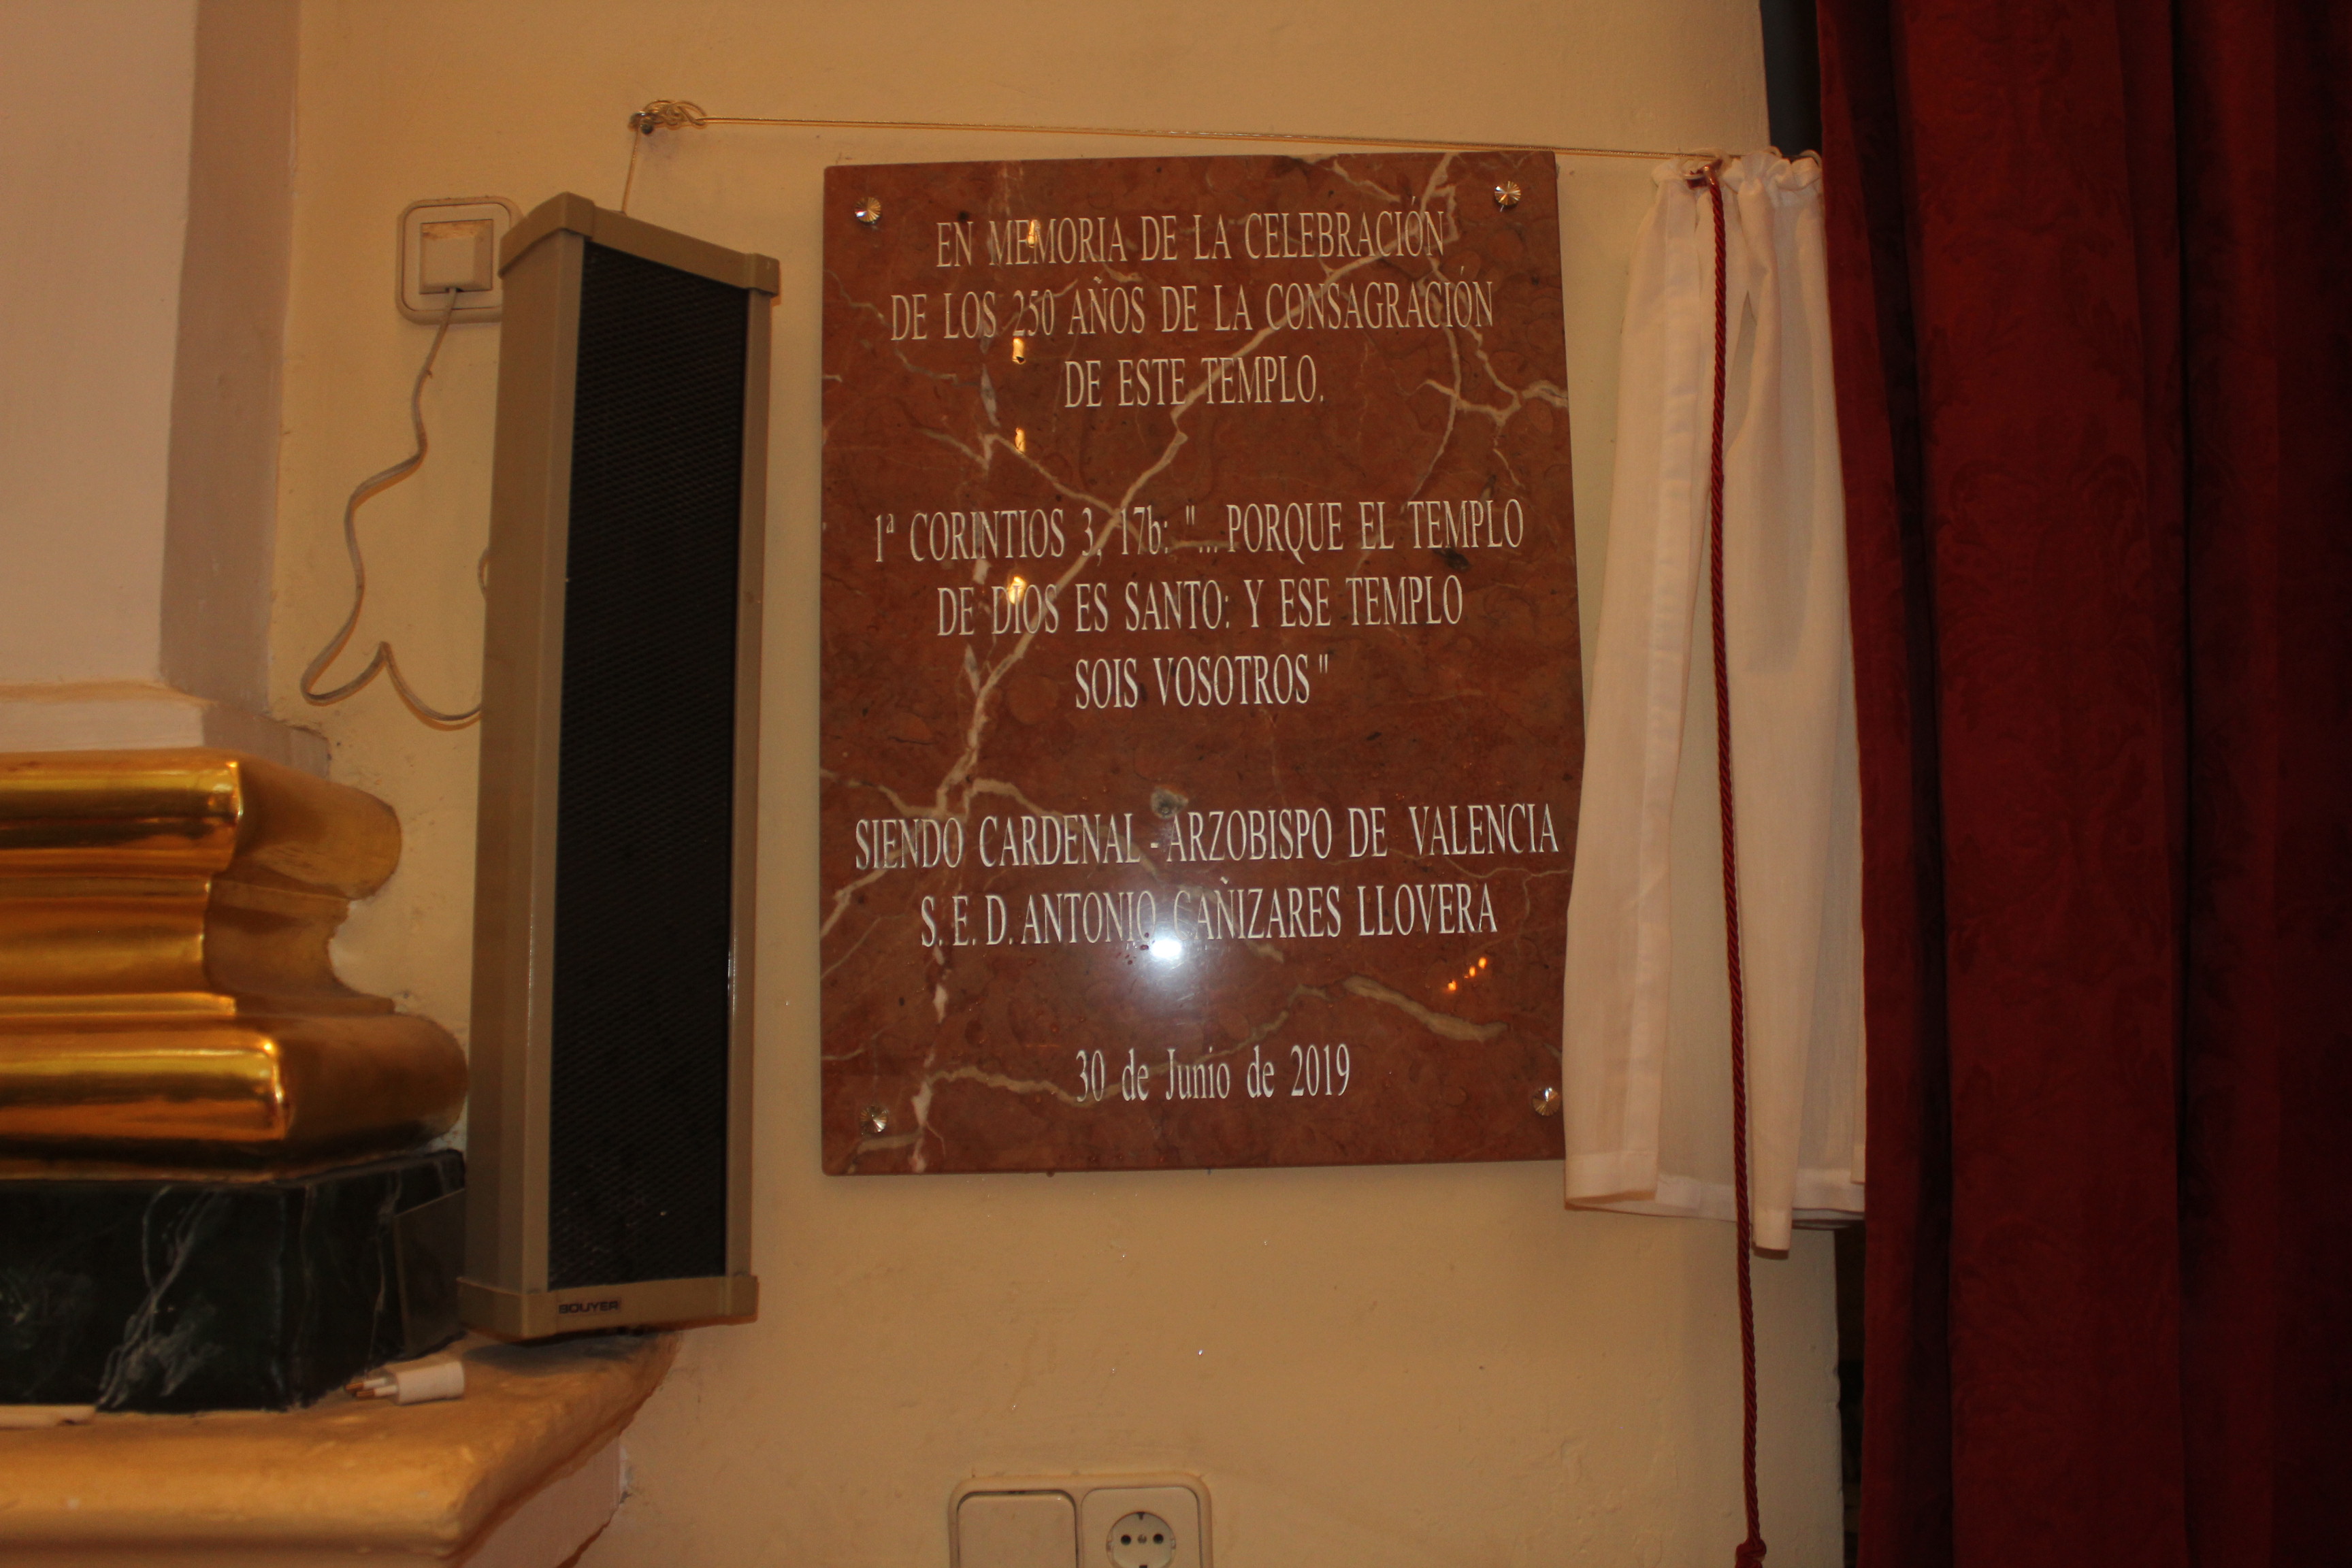 EN MEMORIA DE LA CELEBRACIÓN
DE LOS 250 AÑOS DE LA CONSAGRACIÓN
DE ESTE TEMPLO.
1ª CORINTIOS 3, 17b: "... PORQUE EL TEMPLO
DE DIOS ES SANTO: Y ESE TEMPLO
SOIS VOSOTROS "
SIENDO CARDENAL - ARZOBISPO DE VALENCIA
S. E. D. ANTONIO CAÑIZARES LLOVERA
30 de Junio de 2019
BOUYER